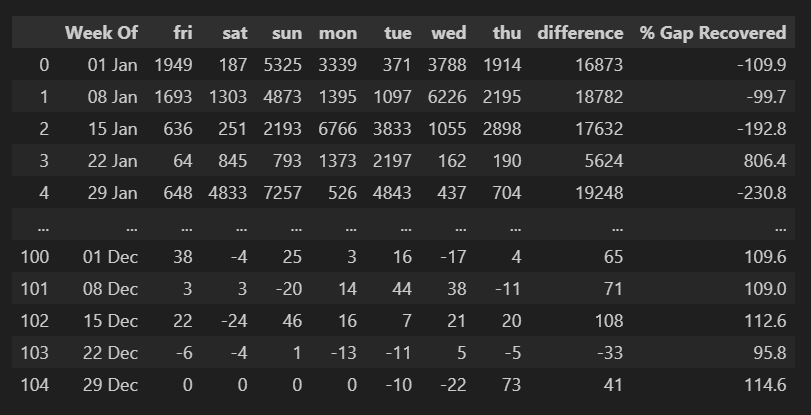 Week Of fri sat sun mon tue wed thu difference % Gap Recovered
0 01 Jan 1949 187 5325 3339 371 3788 1914 16873 -109.9
1 08 Jan 1693 1303 4873 1395 1097 6226 2195 18782 -99.7
2 15 Jan 636 251 2193 6766 3833 1055 2898 17632 -192.8
3 22 Jan 64 845 793 1373 2197 162 190 5624 806.4
4 29 Jan 648 4833 7257 526 4843 437 704 19248 -230.8
... ... ... ... ... ... ... ... ... ... ...
100 01 Dec 38 -4 25 3 16 -17 4 65 109.6
101 08 Dec 3 3 -20 14 44 38 -11 71 109.0
102 15 Dec 22 -24 46 16 7 21 20 108 112.6
103 22 Dec -6 -4 1 -13 -11 5 -5 -33 95.8
104 29 Dec 0 0 0 0 -10 -22 73 41 114.6